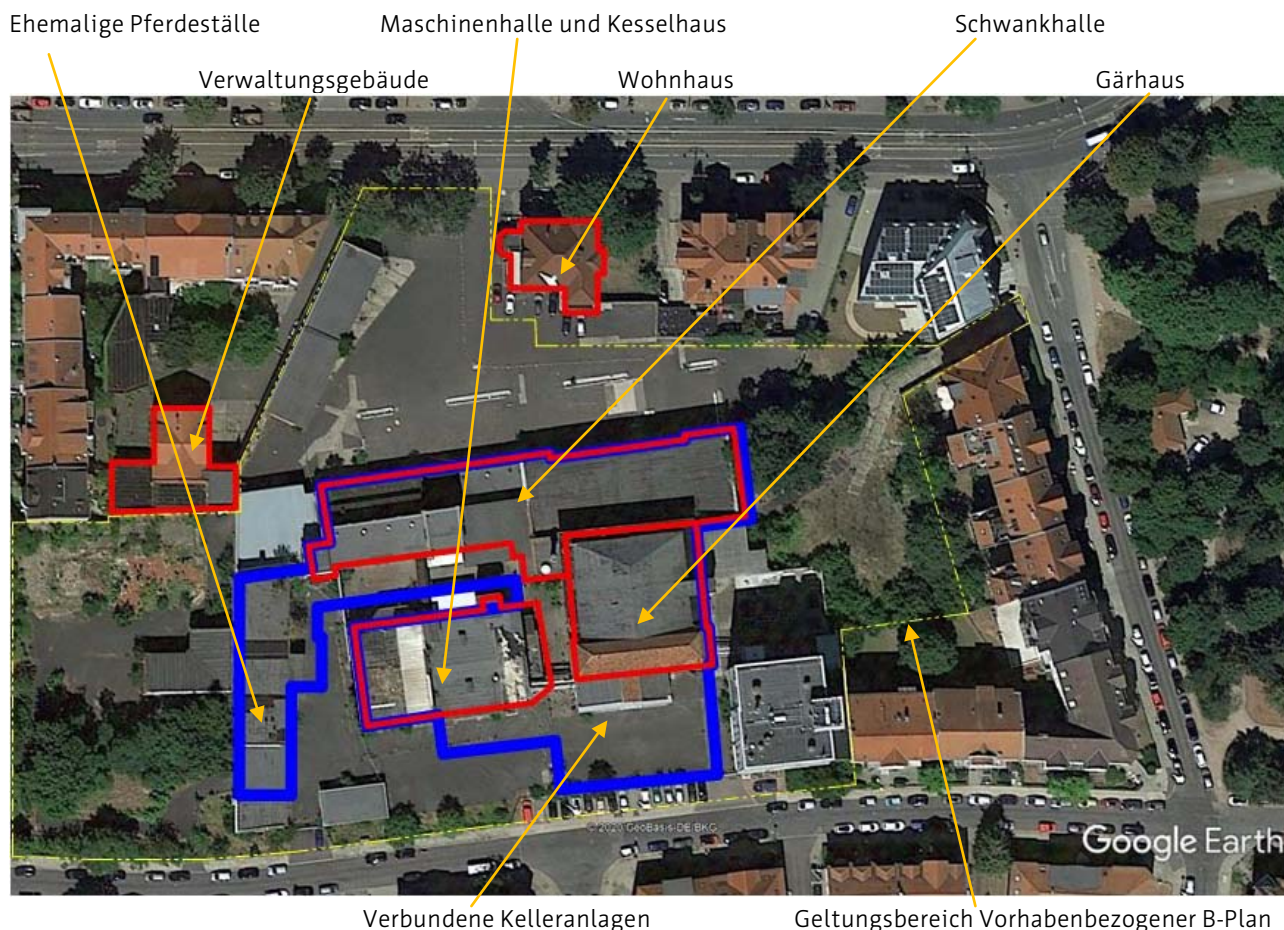 Ehemalige Pferdeställe
Maschinenhalle und Kesselhaus
Schwankhalle
Verwaltungsgebäude
Wohnhaus
Gärhaus
© 2020 GeoBasis-DE/BKG
Google Earth
Verbundene Kelleranlagen
Geltungsbereich Vorhabenbezogener B-Plan